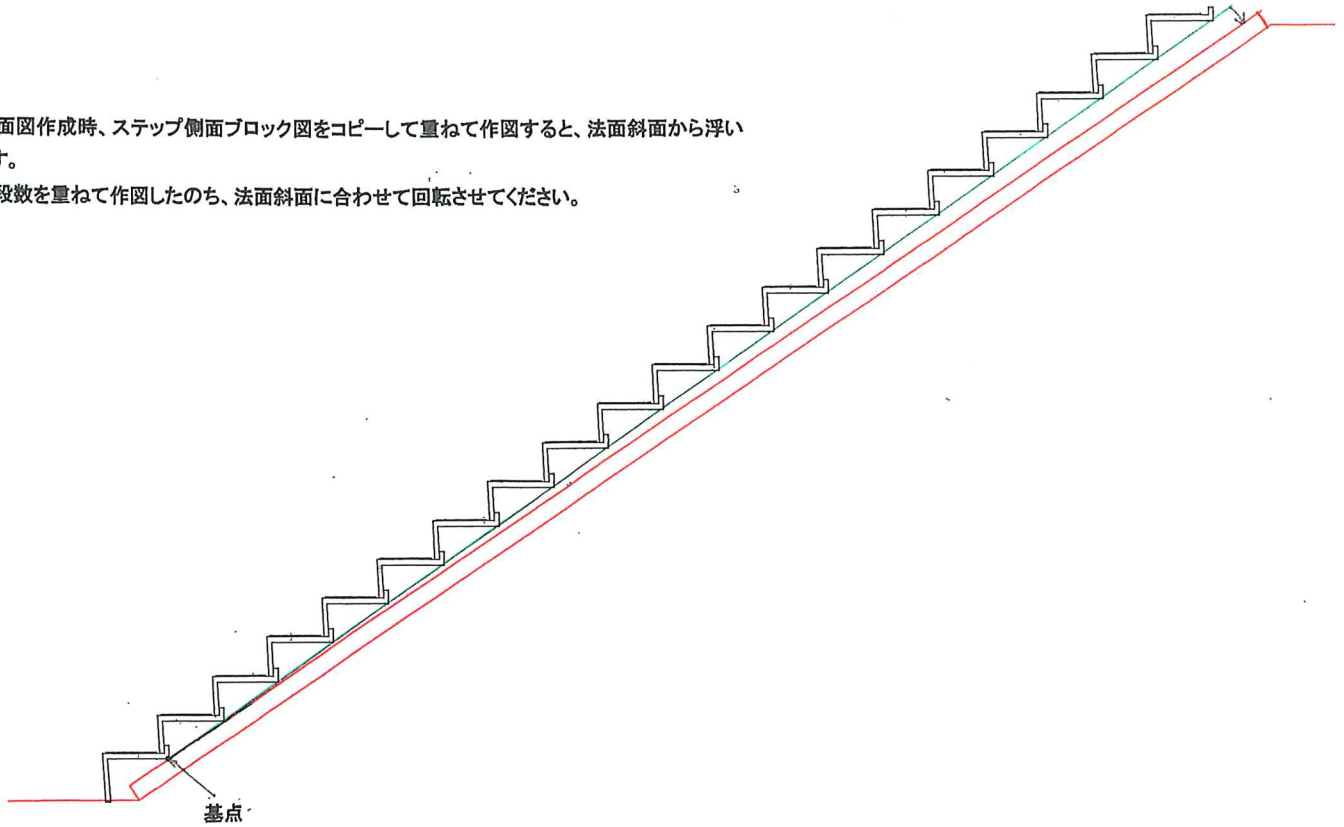 面図作成時、ステップ側面ブロック図をコピーして重ねて作図すると、法面斜面から浮い
す。
段数を重ねて作図したのち、法面斜面に合わせて回転させてください。
基点